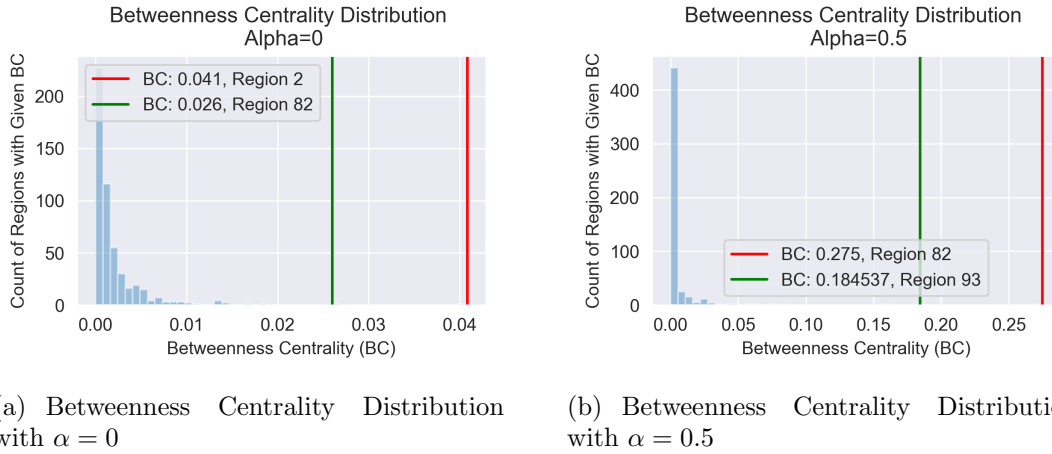 Betweenness Centrality Distribution
Alpha=0
Count of Regions with Given BC
200
150
100
50
0
BC: 0.041, Region 2
BC: 0.026, Region 82
0.00 0.01 0.02 0.03 0.04
Betweenness Centrality (BC)
a) Betweenness Centrality Distribution
with α = 0
Betweenness Centrality Distribution
Alpha=0.5
Count of Regions with Given BC
400
300
200
100
0
BC: 0.275, Region 82
BC: 0.184537, Region 93
0.00 0.05 0.10 0.15 0.20 0.25
Betweenness Centrality (BC)
(b) Betweenness Centrality Distributi
with α = 0.5